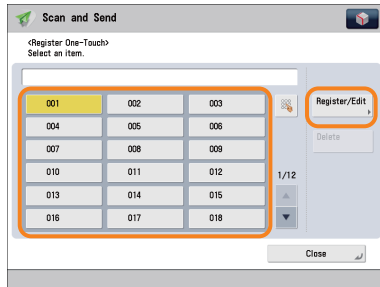 Scan and Send
<Register One-Touch>
Select an item.
001 002 003
Register/Edit
004 005 006
Delete
007 008 009
010 011 012
1/12
013 014 015
016 017 018
Close